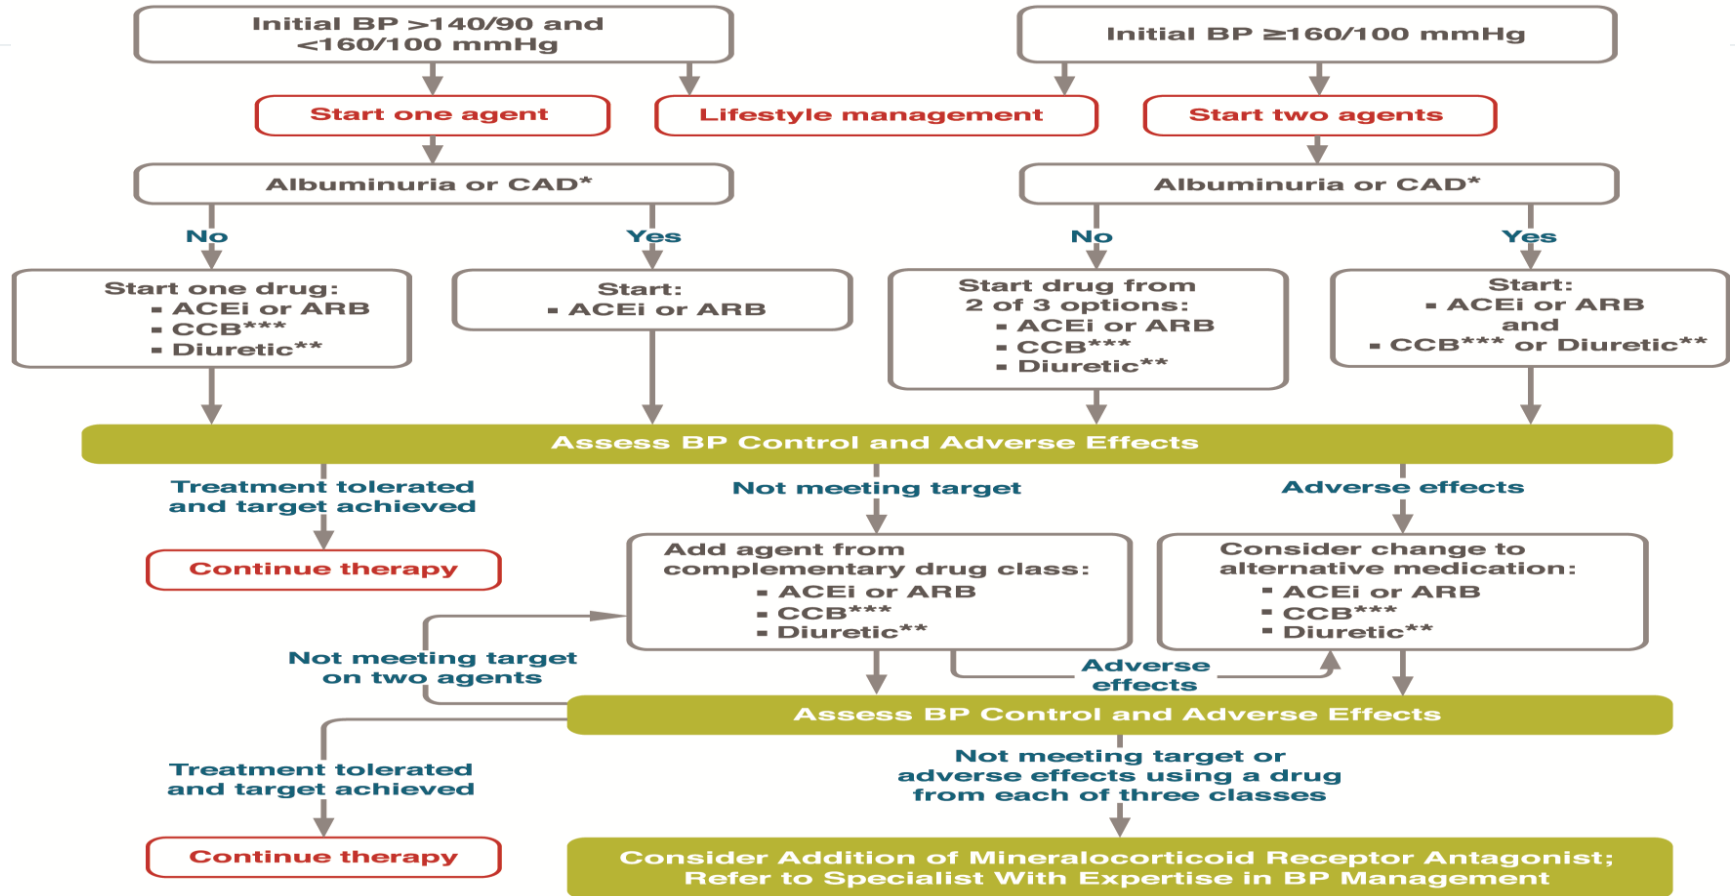 Initial BP >140/90 and
<160/100 mmHg
Initial BP ≥160/100 mmHg
Start one agent
Lifestyle management
Start two agents
Albuminuria or CAD*
Albuminuria or CAD*
No
Yes
No
Yes
Start one drug:
▪ ACEi or ARB
▪ CCB***
▪ Diuretic**
Start:
▪ ACEi or ARB
Start drug from
2 of 3 options:
▪ ACEi or ARB
▪ CCB***
▪ Diuretic**
Start:
▪ ACEi or ARB
and
▪ CCB*** or Diuretic**
Assess BP Control and Adverse Effects
Treatment tolerated
and target achieved
Not meeting target
Adverse effects
Continue therapy
Add agent from
complementary drug class:
▪ ACEi or ARB
▪ CCB***
▪ Diuretic**
Consider change to
alternative medication:
▪ ACEi or ARB
▪ CCB***
▪ Diuretic**
Not meeting target
on two agents
Adverse
effects
Assess BP Control and Adverse Effects
Treatment tolerated
and target achieved
Not meeting target or
adverse effects using a drug
from each of three classes
Continue therapy
Consider Addition of Mineralocorticoid Receptor Antagonist;
Refer to Specialist With Expertise in BP Management